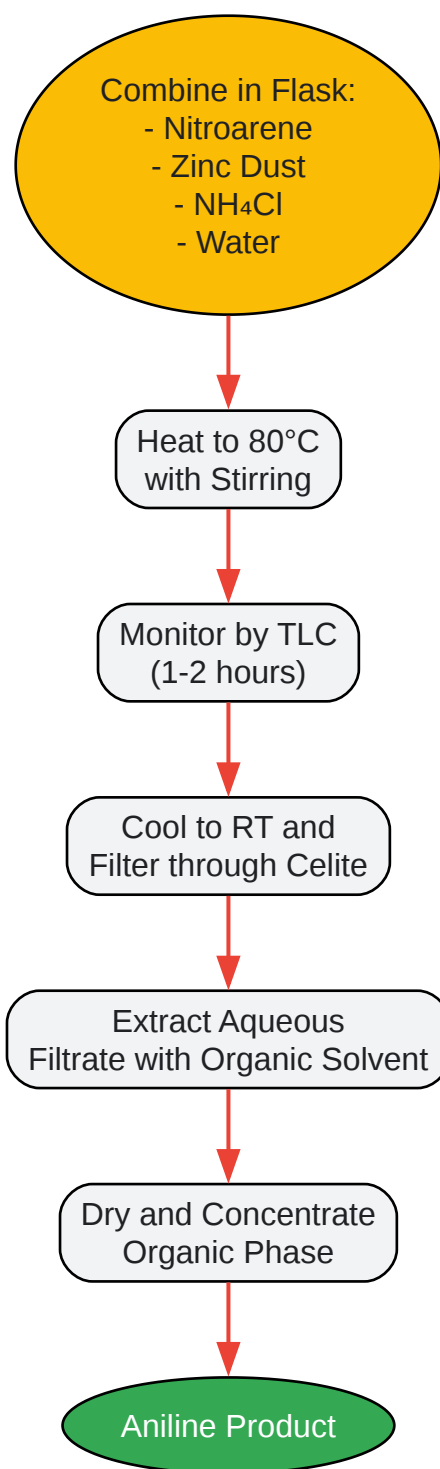 Combine in Flask:
- Nitroarene
- Zinc Dust
- NH₄Cl
- Water
Heat to 80°C
with Stirring
Monitor by TLC
(1-2 hours)
Cool to RT and
Filter through Celite
Extract Aqueous
Filtrate with Organic Solvent
Dry and Concentrate
Organic Phase
Aniline Product